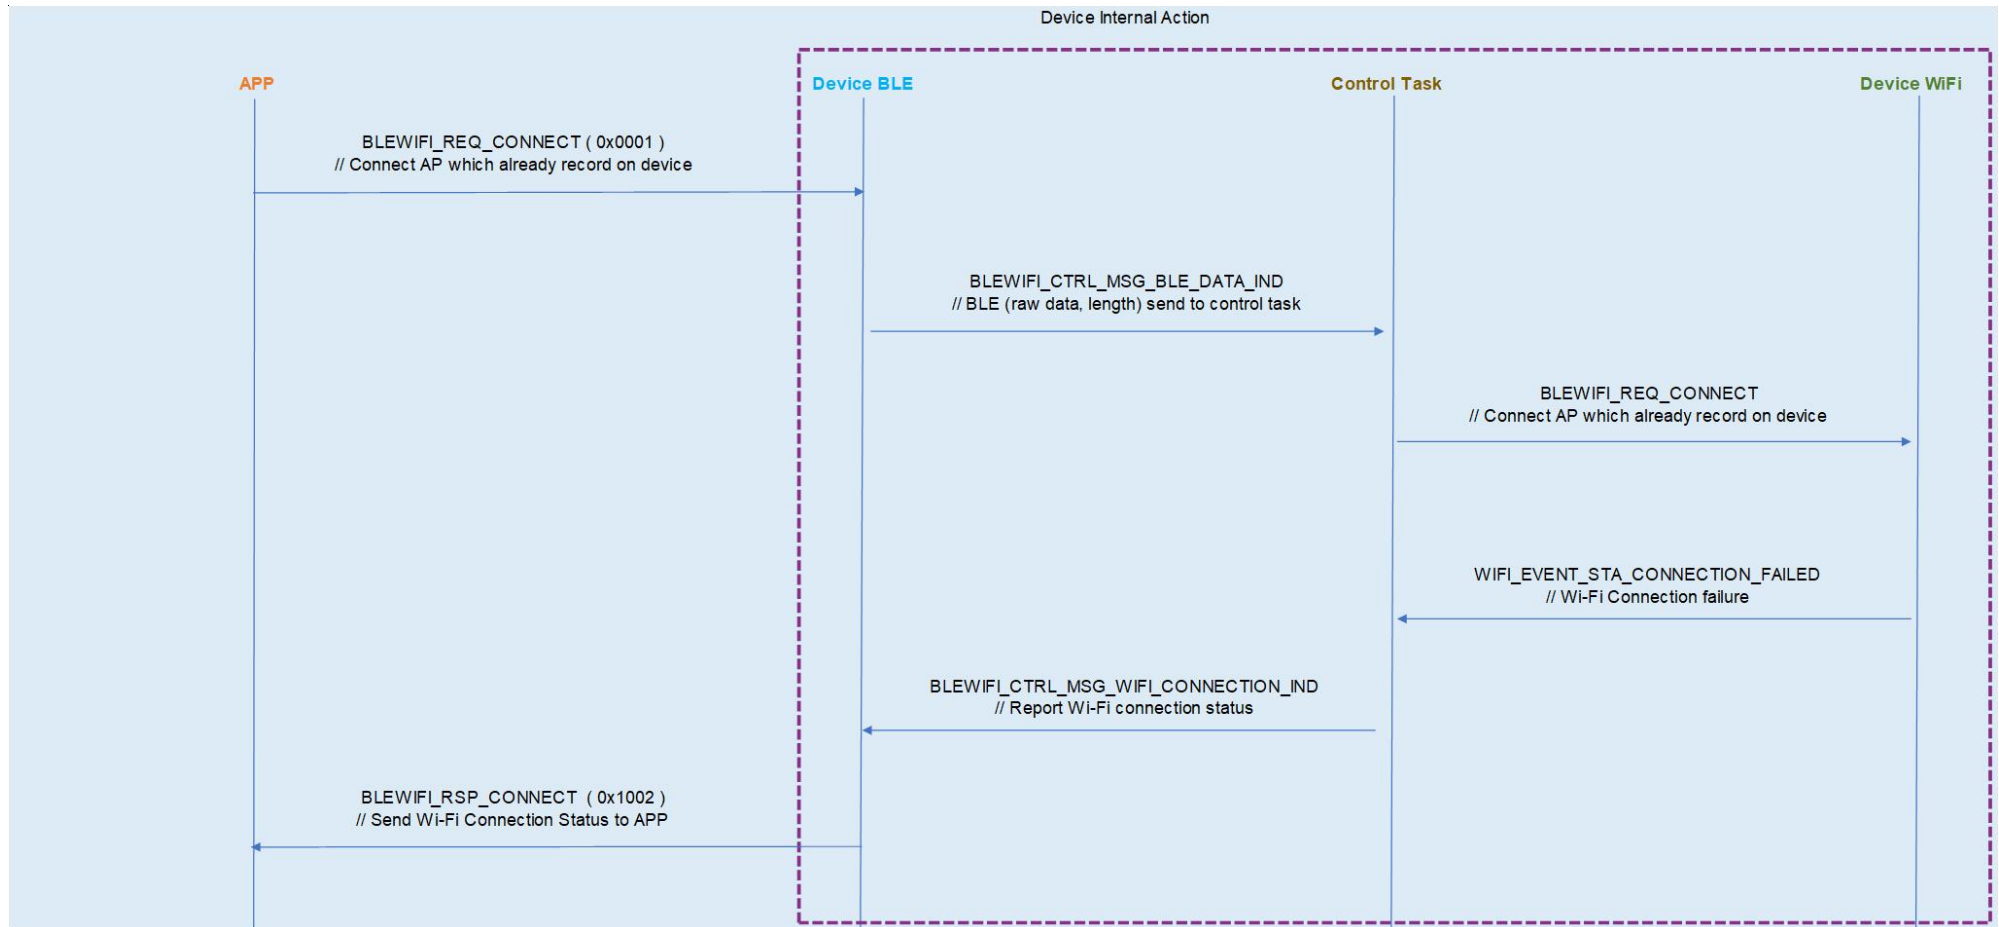 Device Internal Action
APP
Device BLE
Control Task
Device WiFi
BLEWIFI_REQ_CONNECT ( 0x0001 )
// Connect AP which already record on device
BLEWIFI_CTRL_MSG_BLE_DATA_IND
// BLE (raw data, length) send to control task
BLEWIFI_REQ_CONNECT
// Connect AP which already record on device
WIFI_EVENT_STA_CONNECTION_FAILED
// Wi-Fi Connection failure
BLEWIFI_CTRL_MSG_WIFI_CONNECTION_IND
// Report Wi-Fi connection status
BLEWIFI_RSP_CONNECT ( 0x1002 )
// Send Wi-Fi Connection Status to APP